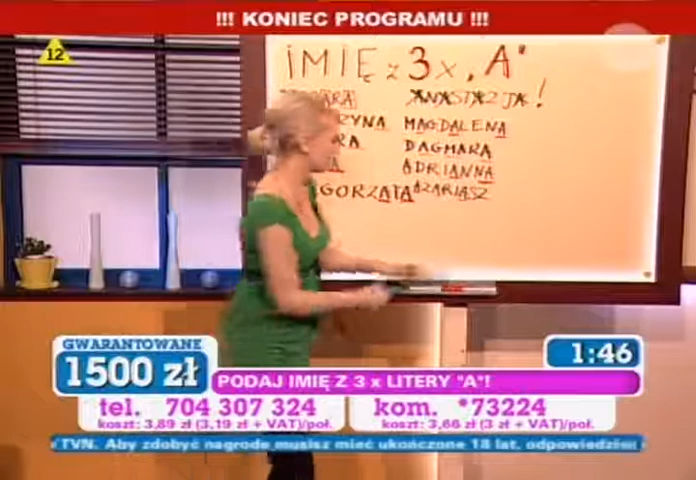 !!! KONIEC PROGRAMU !!!
12
IMIĘ z 3 x "A"
ANASTAZJA!
MAGDALENA
DAGMARA
ADRIANNA
AZARIASZ
GWARANTOWANE
1500 zł
1:46
PODAJ IMIĘ Z 3 x LITERY "A"!
tel. 704 307 324
koszt: 3,89 zł (3,19 zł + VAT)/poł.
kom. *73224
koszt: 3,66 zł (3 zł + VAT)/poł.
TVN. Aby zdobyć nagrodę musisz mieć ukończone 18 lat, odpowiedzieć